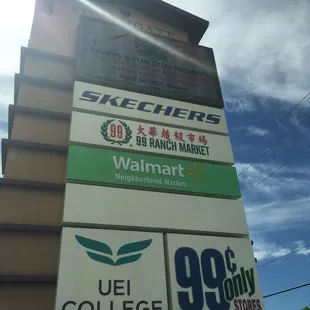 SKECHERS
99
大華超級市場
99 RANCH MARKET
Walmart
Neighborhood Market
UEI
COLLEGE
99¢
only
STORES